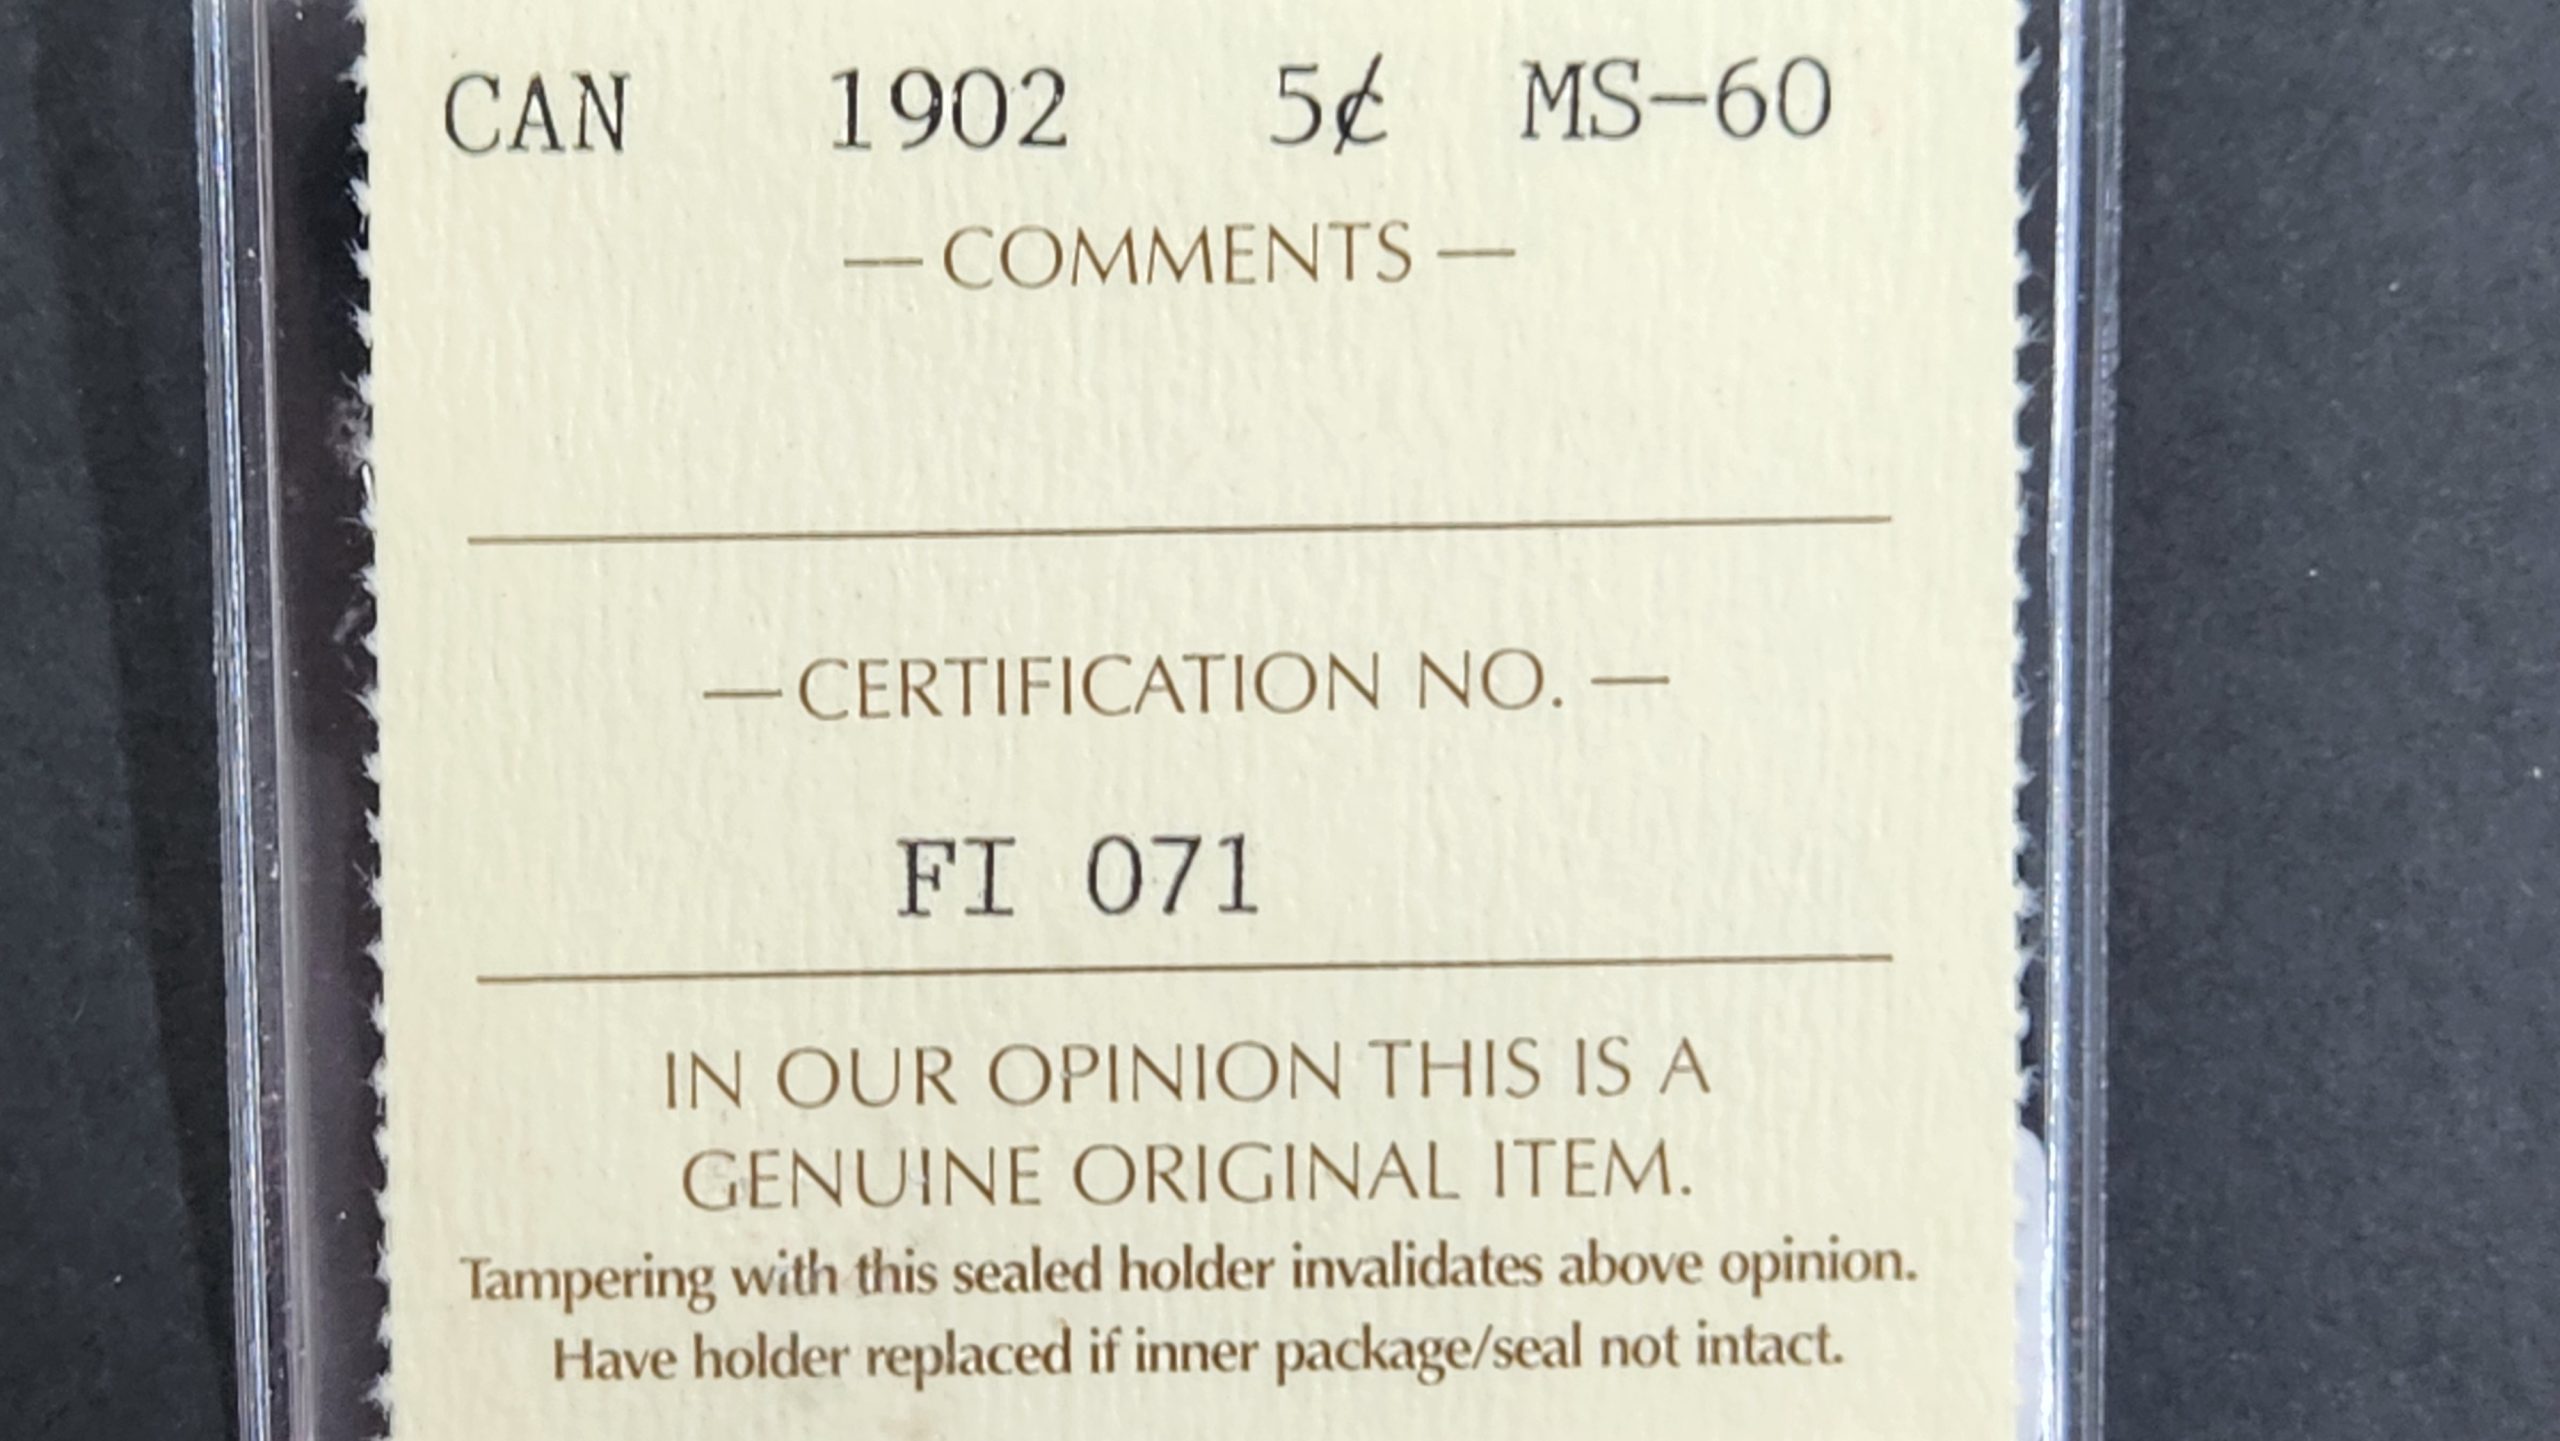 CAN 1902 5¢ MS-60
— COMMENTS —
— CERTIFICATION NO. —
FI 071
IN OUR OPINION THIS IS A
GENUINE ORIGINAL ITEM.
Tampering with this sealed holder invalidates above opinion.
Have holder replaced if inner package/seal not intact.